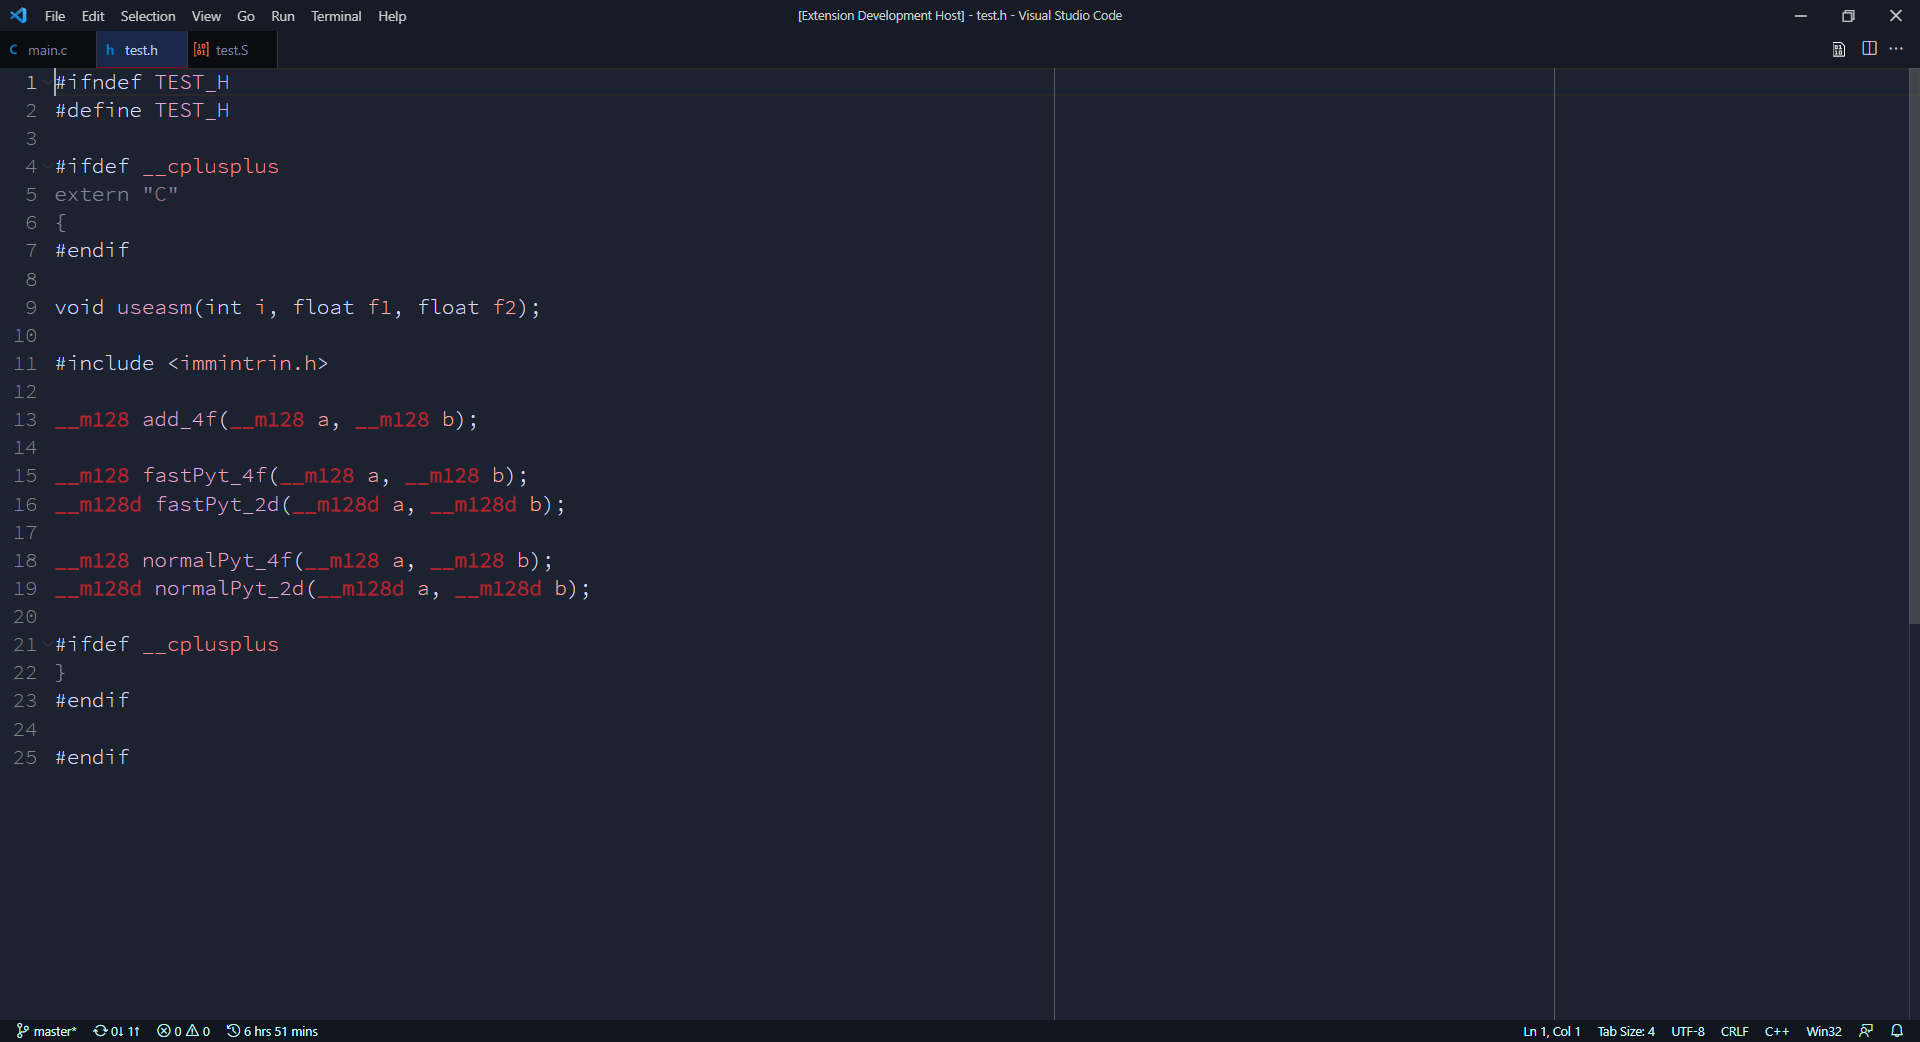 File Edit Selection View Go Run Terminal Help [Extension Development Host] - test.h - Visual Studio Code
C main.c h test.h test.S
1 #ifndef TEST_H
2 #define TEST_H
3
4 #ifdef __cplusplus
5 extern "C"
6 {
7 #endif
8
9 void useasm(int i, float f1, float f2);
10
11 #include <immintrin.h>
12
13 __m128 add_4f(__m128 a, __m128 b);
14
15 __m128 fastPyt_4f(__m128 a, __m128 b);
16 __m128d fastPyt_2d(__m128d a, __m128d b);
17
18 __m128 normalPyt_4f(__m128 a, __m128 b);
19 __m128d normalPyt_2d(__m128d a, __m128d b);
20
21 #ifdef __cplusplus
22 }
23 #endif
24
25 #endif
master* 0↓ 1↑ 0 0 6 hrs 51 mins Ln 1, Col 1 Tab Size: 4 UTF-8 CRLF C++ Win32